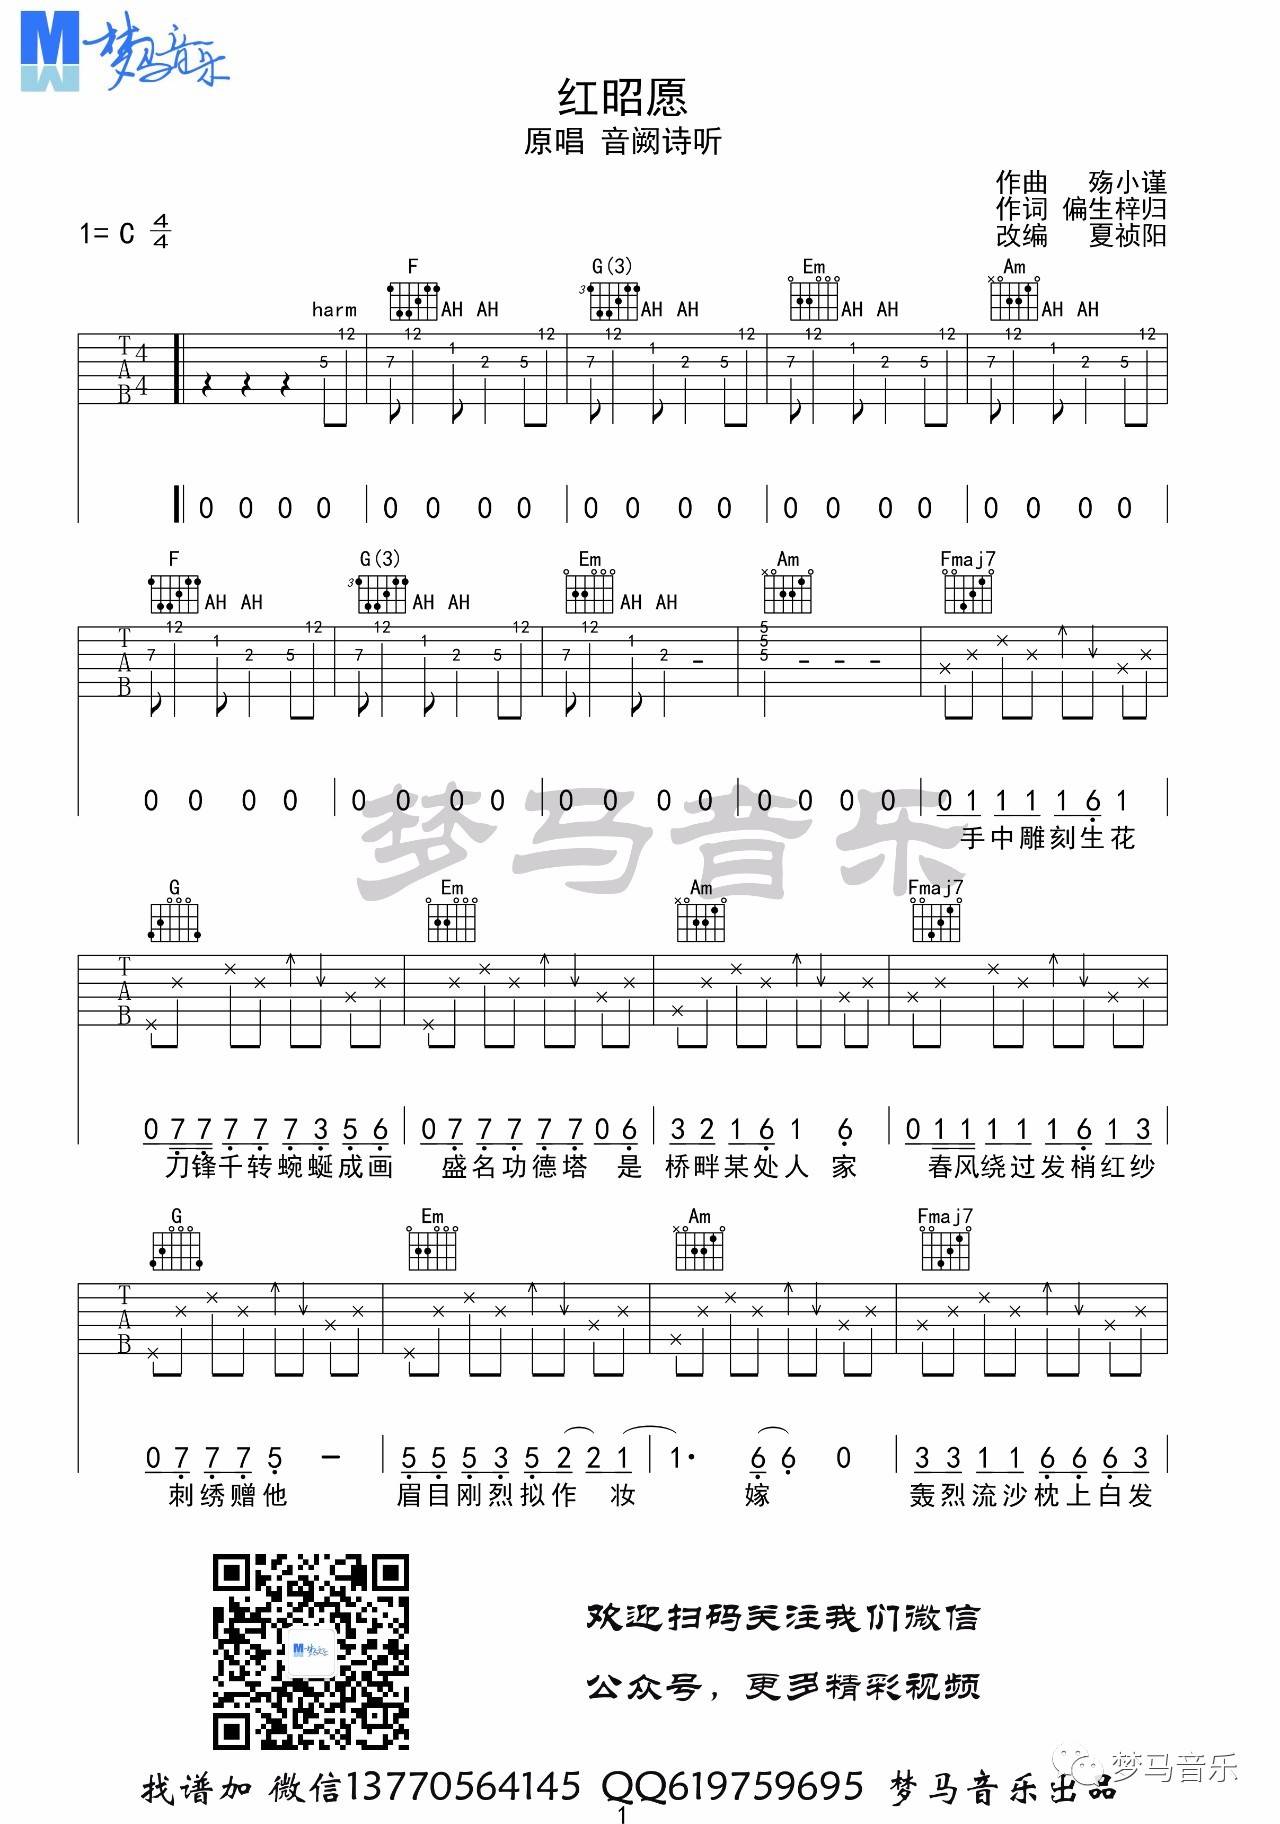 M 梦马音乐
红昭愿
原唱 音阙诗听
作曲 殇小谨
作词 偏生梓归
改编 夏祯阳
1= C 4/4
F G(3) Em Am
harm AH AH AH AH AH AH AH AH
T A B 4 4 5 12 7 12 1 2 5 12 7 12 1 2 5 12 7 12 1 2 5 12 7 12 1 2 5 12
0 0 0 0 0 0 0 0 0 0 0 0 0 0 0 0 0 0 0 0
F G(3) Em Am Fmaj7
AH AH AH AH AH AH
T A B 7 12 1 2 5 12 7 12 1 2 5 12 7 12 1 2 - 5 5 5 - - -
0 0 0 0 0 0 0 0 0 0 0 0 0 0 0 0 0 1 1 1 1 6 1
手中雕刻生花
梦马音乐
G Em Am Fmaj7
T A B
0 7 7 7 7 7 3 5 6 0 7 7 7 7 7 0 6 3 2 1 6 1 6 0 1 1 1 1 1 6 1 3
刀锋千转蜿蜒成画 盛名功德塔 是 桥畔某处人 家 春风绕过发梢红纱
G Em Am Fmaj7
T A B
0 7 7 7 5 - 5 5 5 3 5 2 2 1 1· 6 6 0 3 3 1 1 6 6 6 3
刺绣赠他 眉目刚烈拟作 妆 嫁 轰烈流沙枕上白发
欢迎扫码关注我们微信
公众号，更多精彩视频
梦马音乐
找谱加 微信13770564145 QQ619759695 梦马音乐出品
1